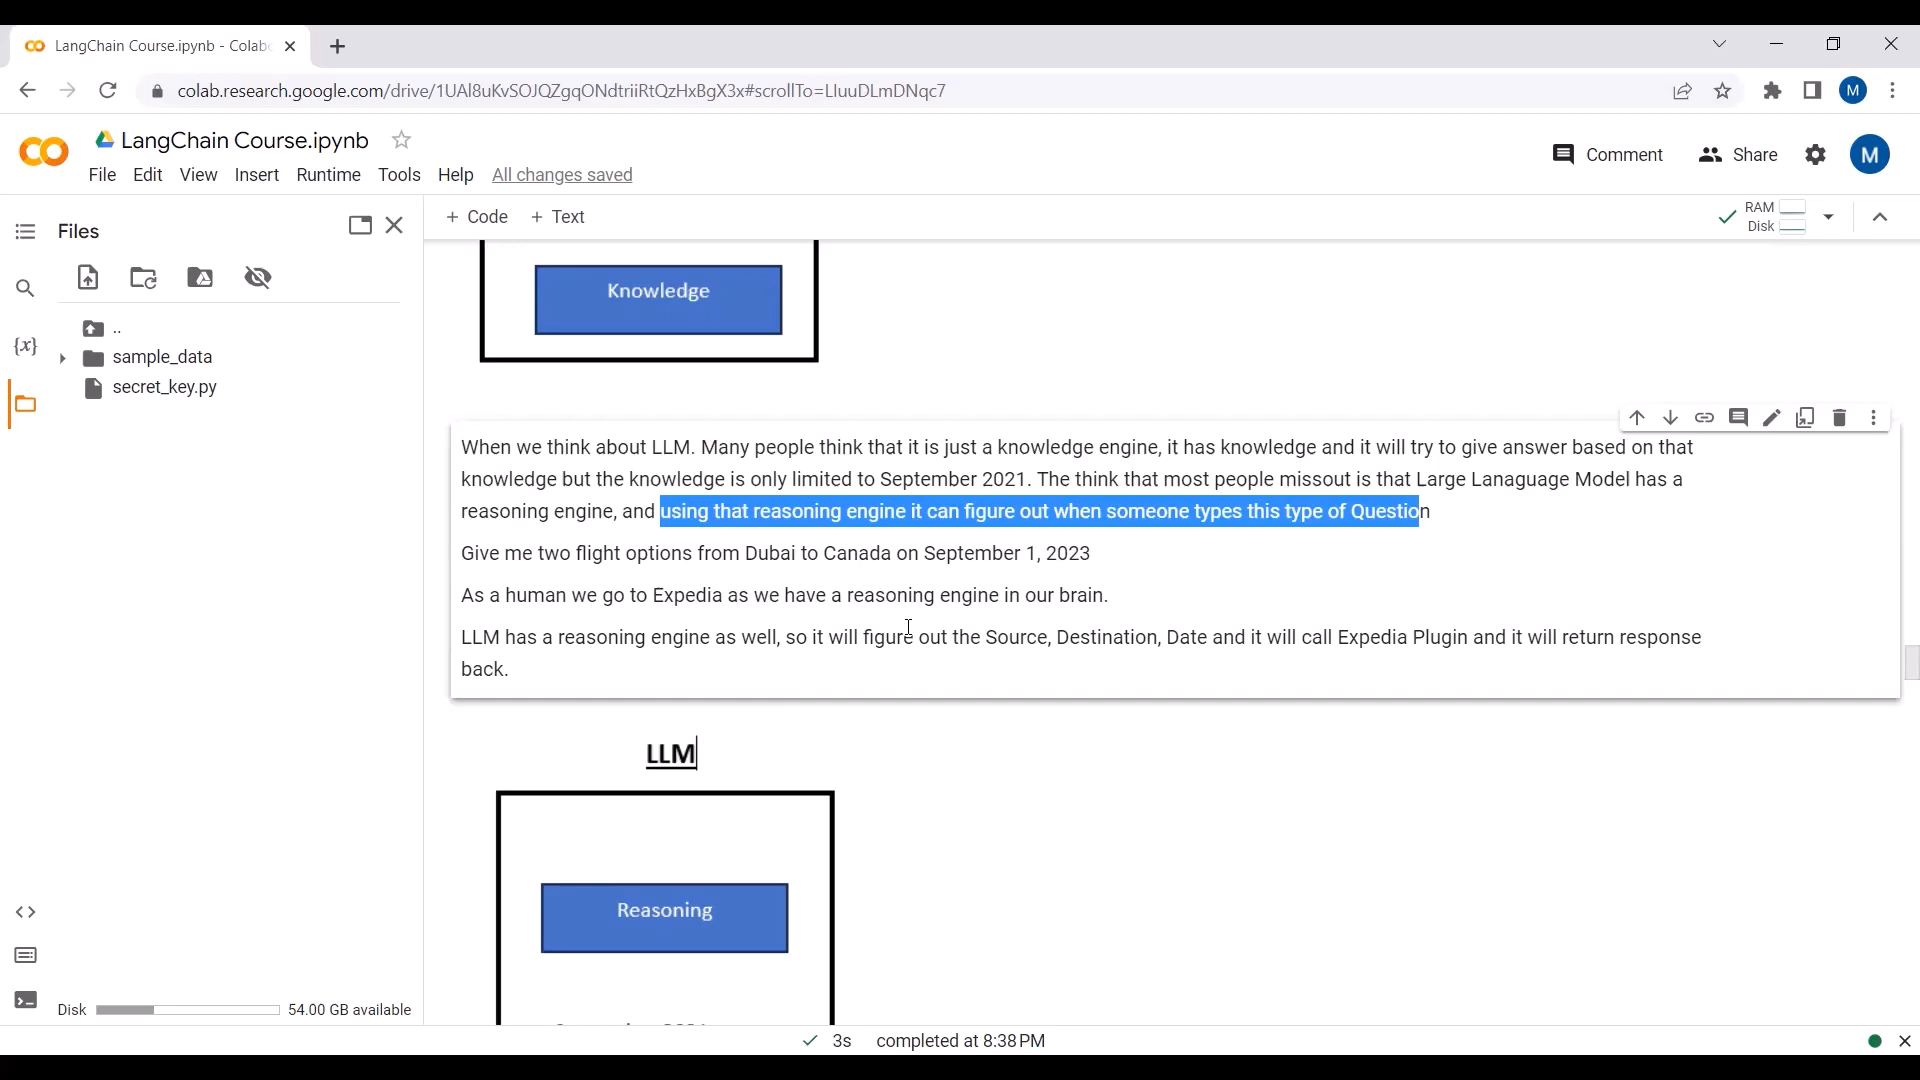 LangChain Course.ipynb - Colab
colab.research.google.com/drive/1UAl8uKvSOJQZgqONdtriiRtQzHxBgX3x#scrollTo=LIuuDLmDNqc7
M
LangChain Course.ipynb
Comment
Share
M
File Edit View Insert Runtime Tools Help All changes saved
Files
+ Code + Text
RAM
Disk
..
sample_data
secret_key.py
{x}
Knowledge
When we think about LLM. Many people think that it is just a knowledge engine, it has knowledge and it will try to give answer based on that
knowledge but the knowledge is only limited to September 2021. The think that most people missout is that Large Lanaguage Model has a
reasoning engine, and using that reasoning engine it can figure out when someone types this type of Question
Give me two flight options from Dubai to Canada on September 1, 2023
As a human we go to Expedia as we have a reasoning engine in our brain.
LLM has a reasoning engine as well, so it will figure out the Source, Destination, Date and it will call Expedia Plugin and it will return response
back.
LLM
Reasoning
Disk 54.00 GB available
3s completed at 8:38 PM